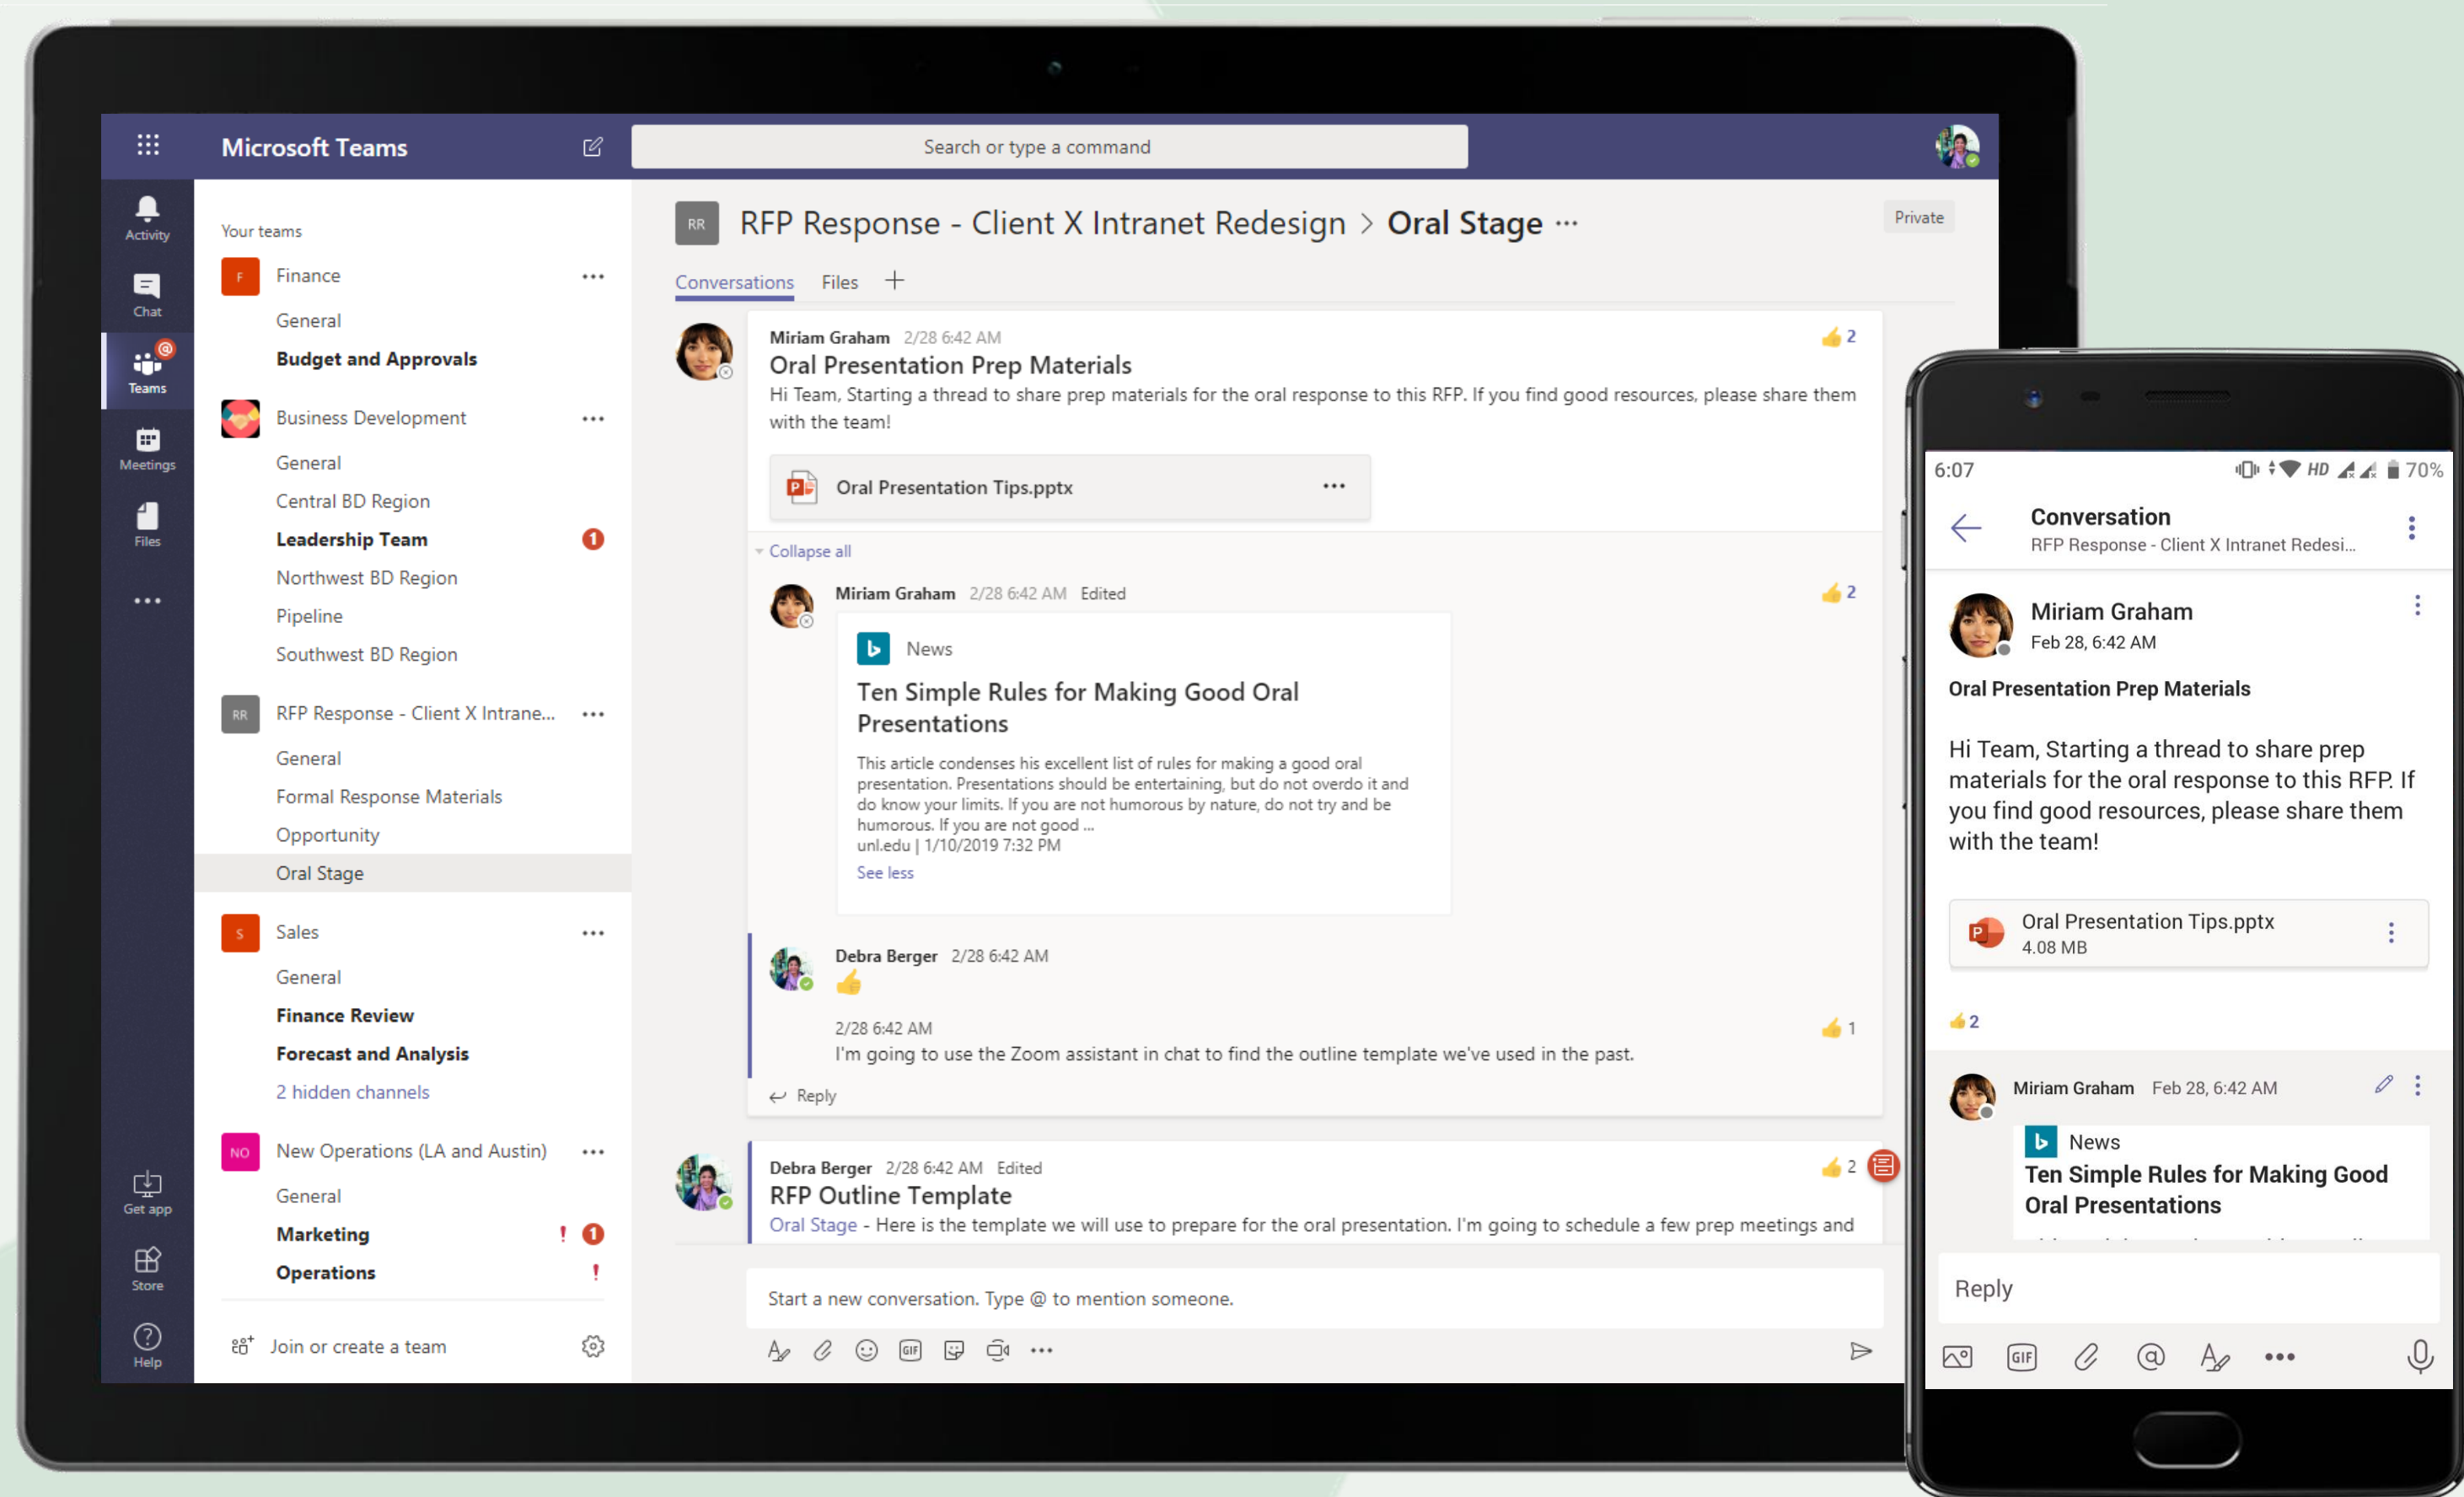 Microsoft Teams
Search or type a command
Activity
Chat
Teams
Meetings
Files
Get app
Store
Help
Your teams
F Finance
General
Budget and Approvals
Business Development
General
Central BD Region
Leadership Team 1
Northwest BD Region
Pipeline
Southwest BD Region
RR RFP Response - Client X Intrane...
General
Formal Response Materials
Opportunity
Oral Stage
S Sales
General
Finance Review
Forecast and Analysis
2 hidden channels
NO New Operations (LA and Austin)
General
Marketing ! 1
Operations !
Join or create a team
RR RFP Response - Client X Intranet Redesign > Oral Stage ...
Private
Conversations Files +
Miriam Graham 2/28 6:42 AM 2
Oral Presentation Prep Materials
Hi Team, Starting a thread to share prep materials for the oral response to this RFP. If you find good resources, please share them
with the team!
Oral Presentation Tips.pptx
Collapse all
Miriam Graham 2/28 6:42 AM Edited 2
News
Ten Simple Rules for Making Good Oral
Presentations
This article condenses his excellent list of rules for making a good oral
presentation. Presentations should be entertaining, but do not overdo it and
do know your limits. If you are not humorous by nature, do not try and be
humorous. If you are not good ...
unl.edu | 1/10/2019 7:32 PM
See less
Debra Berger 2/28 6:42 AM
2/28 6:42 AM 1
I'm going to use the Zoom assistant in chat to find the outline template we've used in the past.
Reply
Debra Berger 2/28 6:42 AM Edited 2
RFP Outline Template
Oral Stage - Here is the template we will use to prepare for the oral presentation. I'm going to schedule a few prep meetings and
Start a new conversation. Type @ to mention someone.
GIF
6:07 HD 70%
Conversation
RFP Response - Client X Intranet Redesi...
Miriam Graham
Feb 28, 6:42 AM
Oral Presentation Prep Materials
Hi Team, Starting a thread to share prep
materials for the oral response to this RFP. If
you find good resources, please share them
with the team!
Oral Presentation Tips.pptx
4.08 MB
2
Miriam Graham Feb 28, 6:42 AM
News
Ten Simple Rules for Making Good
Oral Presentations
Reply
GIF